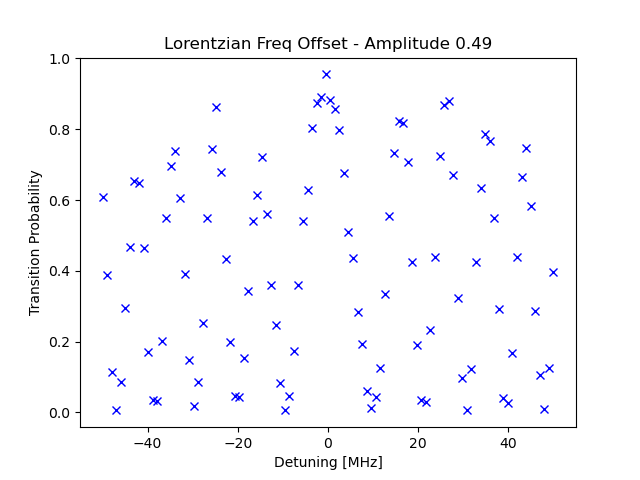 Lorentzian Freq Offset - Amplitude 0.49
1.0
0.8
0.6
0.4
0.2
0.0
Transition Probability
−40 −20 0 20 40
Detuning [MHz]